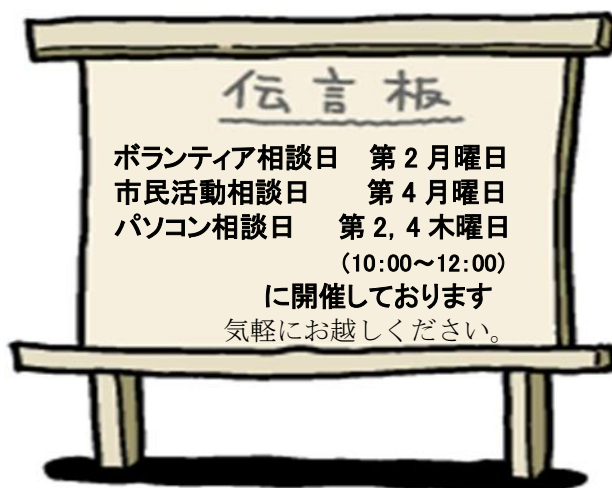 伝言板
ボランティア相談日 第2月曜日
市民活動相談日 第4月曜日
パソコン相談日 第2,4木曜日
(10:00～12:00)
に開催しております
気軽にお越しください。